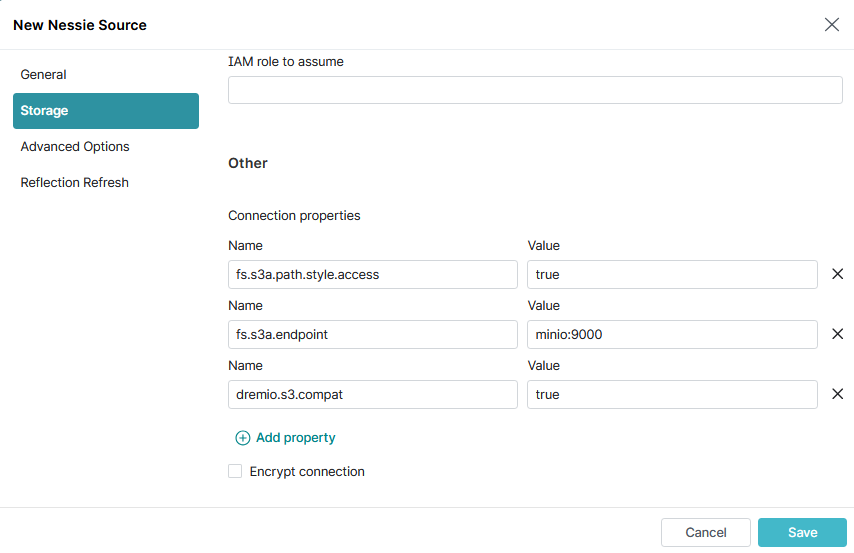 New Nessie Source
General
Storage
Advanced Options
Reflection Refresh
IAM role to assume
Other
Connection properties
Name Value
fs.s3a.path.style.access true
Name Value
fs.s3a.endpoint minio:9000
Name Value
dremio.s3.compat true
Add property
Encrypt connection
Cancel Save